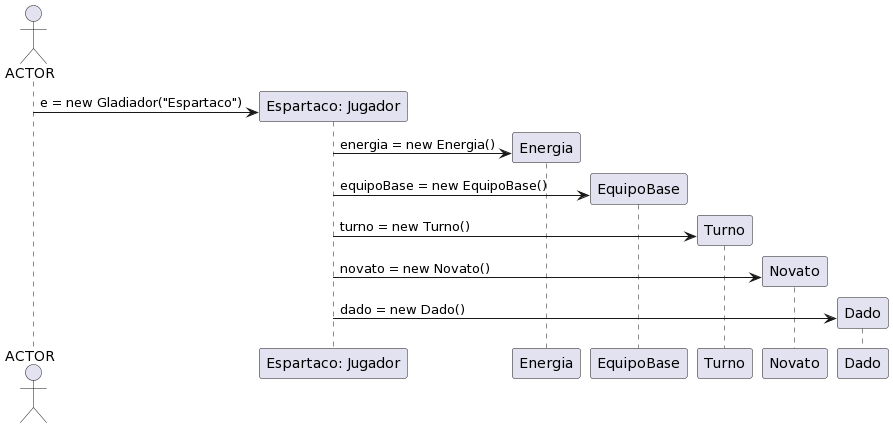 ACTOR
e = new Gladiador("Espartaco")
Espartaco: Jugador
energia = new Energia()
Energia
equipoBase = new EquipoBase()
EquipoBase
turno = new Turno()
Turno
novato = new Novato()
Novato
dado = new Dado()
Dado
ACTOR
Espartaco: Jugador
Energia
EquipoBase
Turno
Novato
Dado